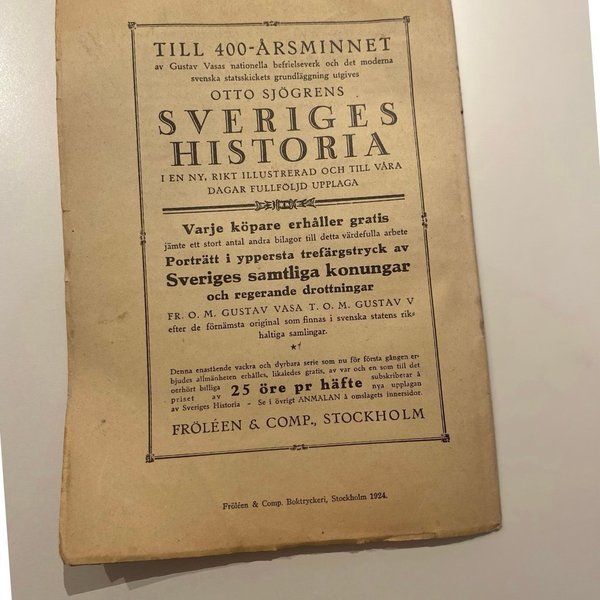 TILL 400-ÅRSMINNET
av Gustav Vasas nationella befrielseverk och det moderna
svenska statsskickets grundläggning utgives
OTTO SJÖGRENS
SVERIGES
HISTORIA
I EN NY, RIKT ILLUSTRERAD OCH TILL VÅRA
DAGAR FULLFÖLJD UPPLAGA
Varje köpare erhåller gratis
jämte ett stort antal andra bilagor till detta värdefulla arbete
Porträtt i yppersta trefärgstryck av
Sveriges samtliga konungar
och regerande drottningar
FR. O. M. GUSTAV VASA T. O. M. GUSTAV V
efter de förnämsta original som finnas i svenska statens rik-
haltiga samlingar.
Denna enastående vackra och dyrbara serie som nu för första gången er-
bjudes allmänheten erhålles, likaledes gratis, av var och en som till det
oerhört billiga priset av 25 öre pr häfte subskriberar å nya upplagan
av Sveriges Historia - Se i övrigt ANMÄLAN å omslagets innersidor.
FRÖLÉEN & COMP., STOCKHOLM
Fröléen & Comp. Boktryckeri, Stockholm 1924.